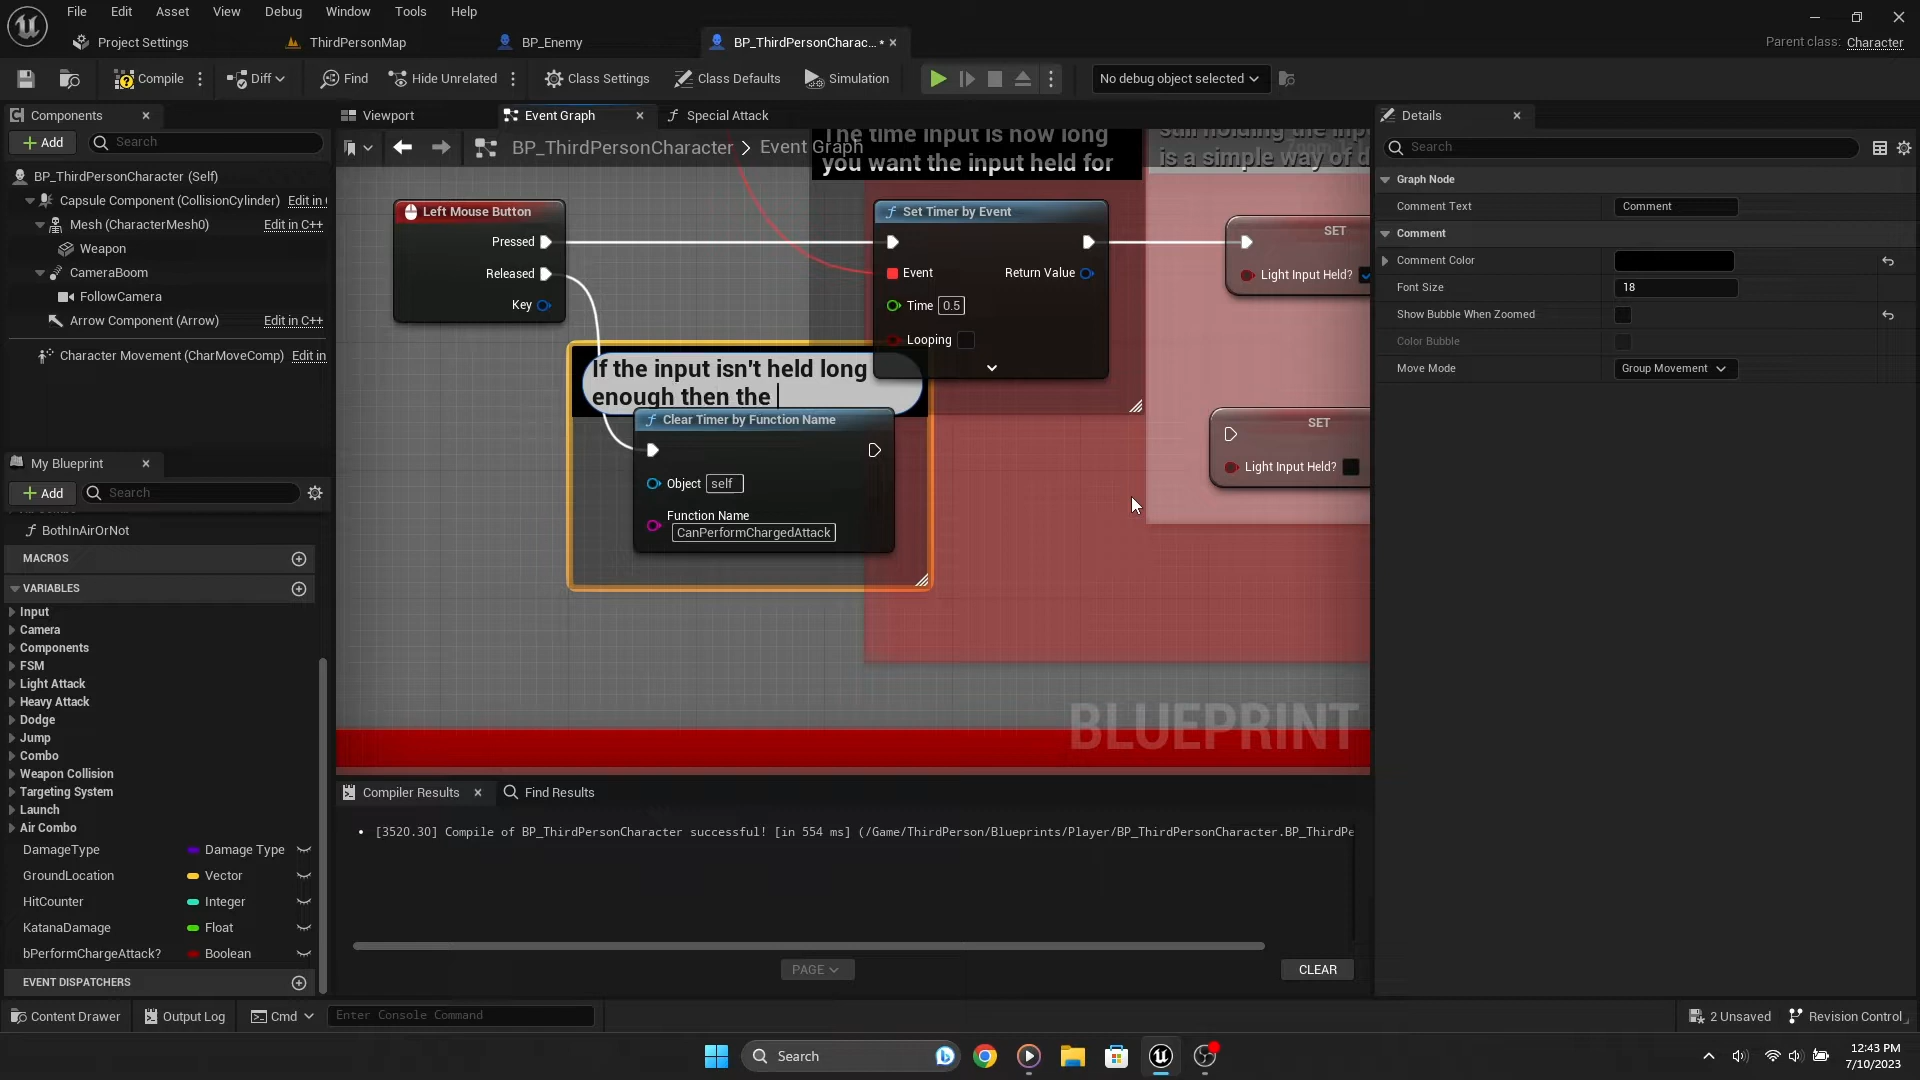 File Edit Asset View Debug Window Tools Help
Project Settings ThirdPersonMap BP_Enemy BP_ThirdPersonCharac... • Parent class: Character
Compile Diff Find Hide Unrelated Class Settings Class Defaults Simulation No debug object selected
Components
Add Search
BP_ThirdPersonCharacter (Self)
Capsule Component (CollisionCylinder) Edit in
Mesh (CharacterMesh0) Edit in C++
Weapon
CameraBoom
FollowCamera
Arrow Component (Arrow) Edit in C++
Character Movement (CharMoveComp) Edit in
My Blueprint
Add Search
BothInAirOrNot
MACROS
VARIABLES
Input
Camera
Components
FSM
Light Attack
Heavy Attack
Dodge
Jump
Combo
Weapon Collision
Targeting System
Launch
Air Combo
DamageType Damage Type
GroundLocation Vector
HitCounter Integer
KatanaDamage Float
bPerformChargeAttack? Boolean
EVENT DISPATCHERS
Viewport Event Graph Special Attack
BP_ThirdPersonCharacter > Event Graph
The time input is how long
you want the input held for
still holding the inp
is a simple way of d
Left Mouse Button
Pressed
Released
Key
Set Timer by Event
Event Return Value
Time 0.5
Looping
SET
Light Input Held?
SET
Light Input Held?
If the input isn't held long
enough then the
Clear Timer by Function Name
Object self
Function Name
CanPerformChargedAttack
BLUEPRINT
Compiler Results Find Results
• [3520.30] Compile of BP_ThirdPersonCharacter successful! [in 554 ms] (/Game/ThirdPerson/Blueprints/Player/BP_ThirdPersonCharacter.BP_ThirdPe
PAGE CLEAR
Details
Search
Graph Node
Comment Text Comment
Comment
Comment Color
Font Size 18
Show Bubble When Zoomed
Color Bubble
Move Mode Group Movement
Content Drawer Output Log Cmd Enter Console Command 2 Unsaved Revision Control
Search
12:43 PM
7/10/2023